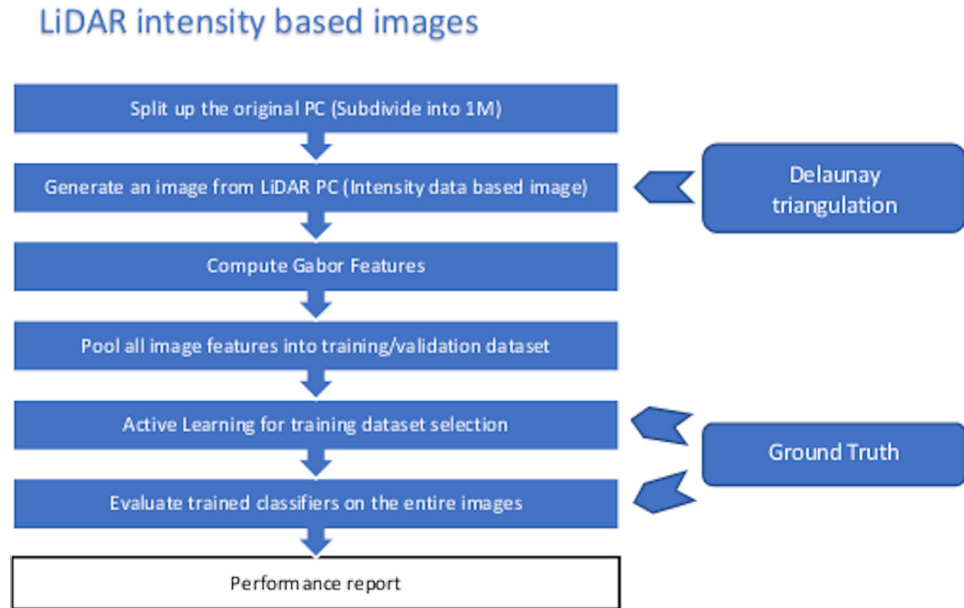 LiDAR intensity based images
Split up the original PC (Subdivide into 1M)
Generate an image from LiDAR PC (Intensity data based image)
Delaunay
triangulation
Compute Gabor Features
Pool all image features into training/validation dataset
Active Learning for training dataset selection
Ground Truth
Evaluate trained classifiers on the entire images
Performance report